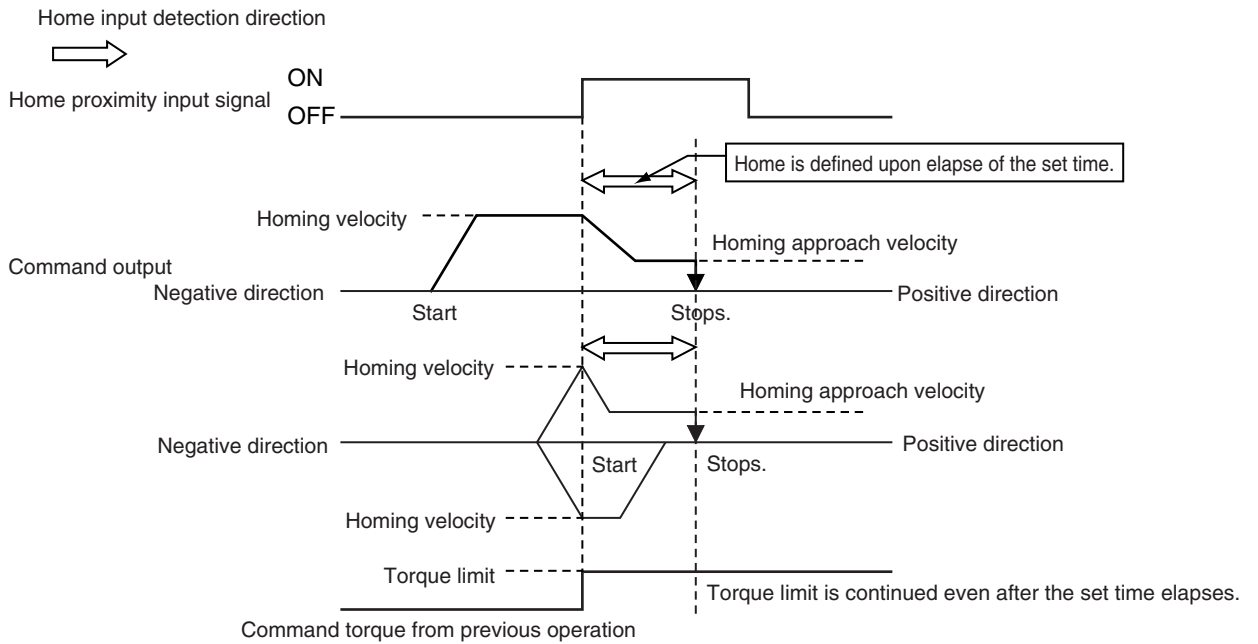 Home input detection direction
ON
Home proximity input signal
OFF
Home is defined upon elapse of the set time.
Homing velocity
Homing approach velocity
Command output
Negative direction
Positive direction
Start
Stops.
Homing velocity
Homing approach velocity
Negative direction
Positive direction
Start
Stops.
Homing velocity
Torque limit
Torque limit is continued even after the set time elapses.
Command torque from previous operation